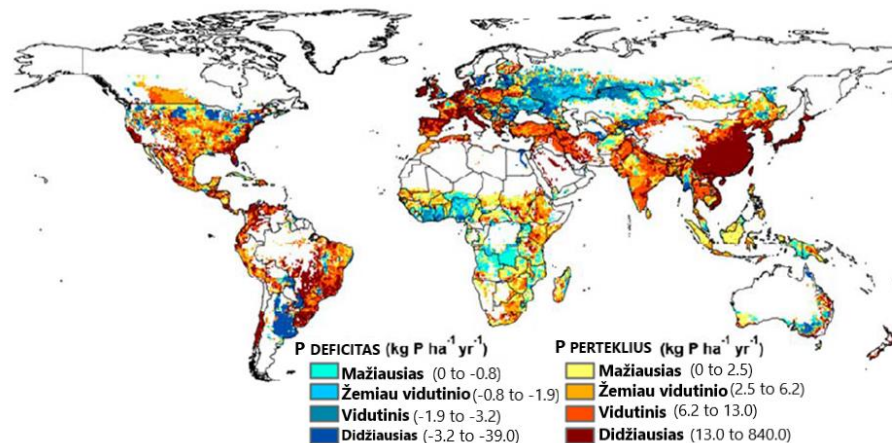 P DEFICITAS (kg P ha⁻¹ yr⁻¹)
Mažiausias (0 to -0.8)
Žemiau vidutinio (-0.8 to -1.9)
Vidutinis (-1.9 to -3.2)
Didžiausias (-3.2 to -39.0)
P PERTEKLIUS (kg P ha⁻¹ yr⁻¹)
Mažiausias (0 to 2.5)
Žemiau vidutinio (2.5 to 6.2)
Vidutinis (6.2 to 13.0)
Didžiausias (13.0 to 840.0)